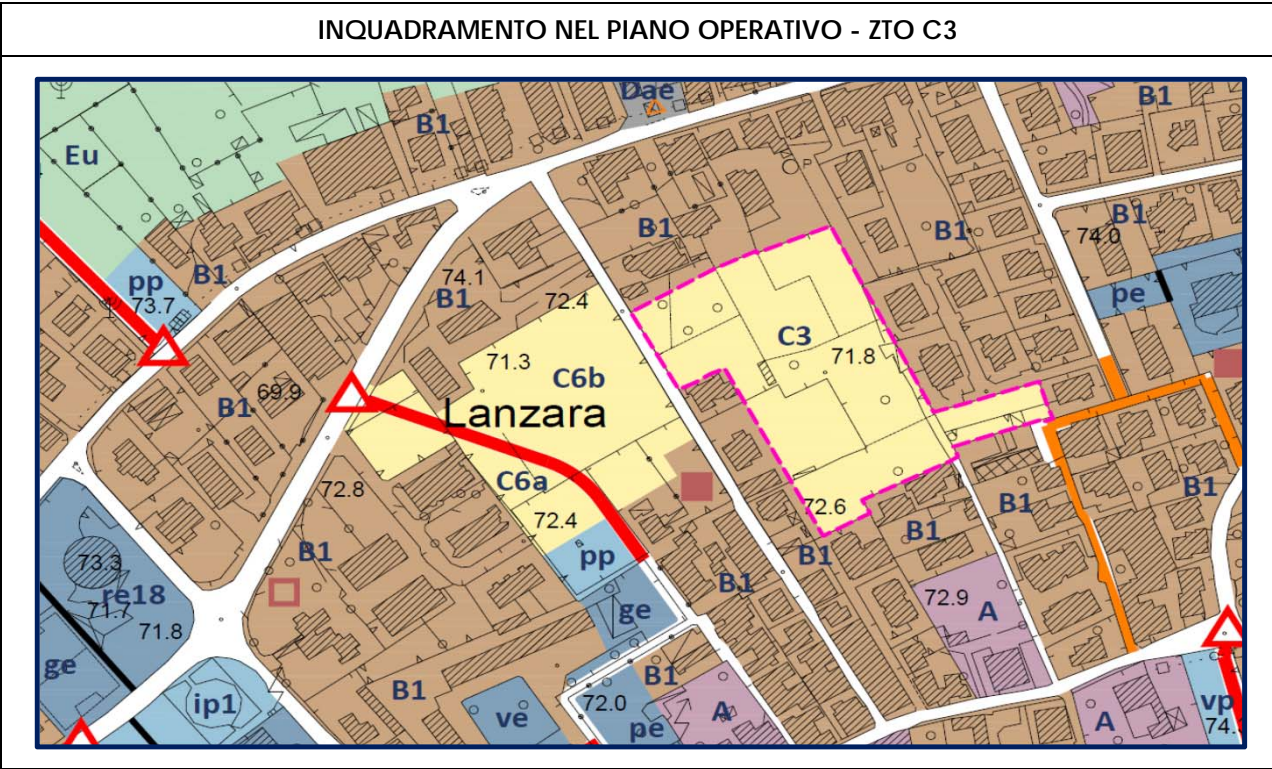 INQUADRAMENTO NEL PIANO OPERATIVO - ZTO C3
Dae
B1
B1
Eu
B1
B1
B1
74.0
pp
73.7
B1
74.1
B1
72.4
pe
C3
71.8
71.3
C6b
69.9
B1
Lanzara
C6a
72.8
72.4
72.6
B1
B1
B1
B1
B1
pp
B1
73.3
re18
71.7
71.8
ge
72.9
A
ge
B1
B1
ip1
ve
72.0
pe
A
A
vp
74.